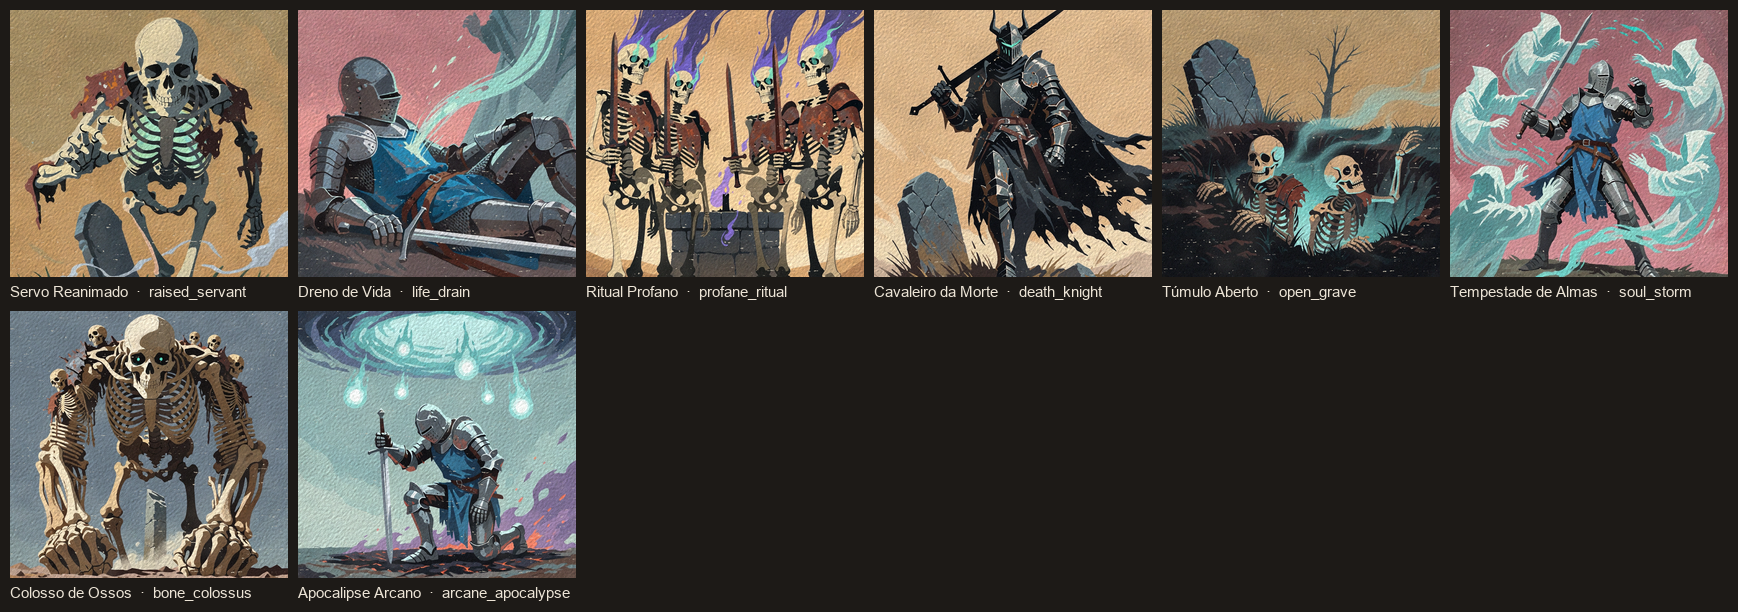 Servo Reanimado · raised_servant
Dreno de Vida · life_drain
Ritual Profano · profane_ritual
Cavaleiro da Morte · death_knight
Túmulo Aberto · open_grave
Tempestade de Almas · soul_storm
Colosso de Ossos · bone_colossus
Apocalipse Arcano · arcane_apocalypse